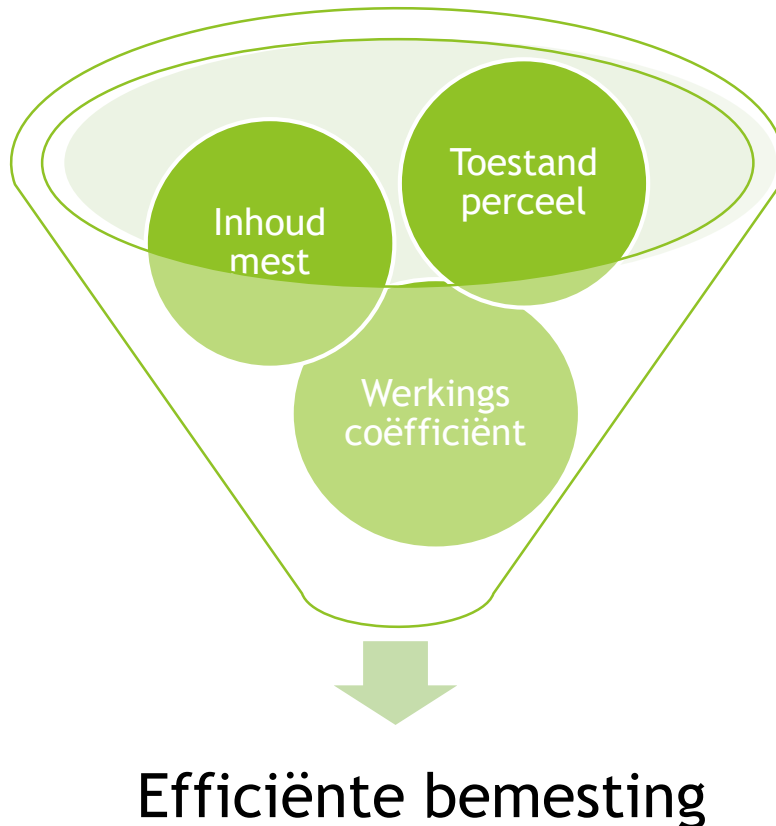 Toestand
perceel
Inhoud
mest
Werkings
coëfficiënt
Efficiënte bemesting